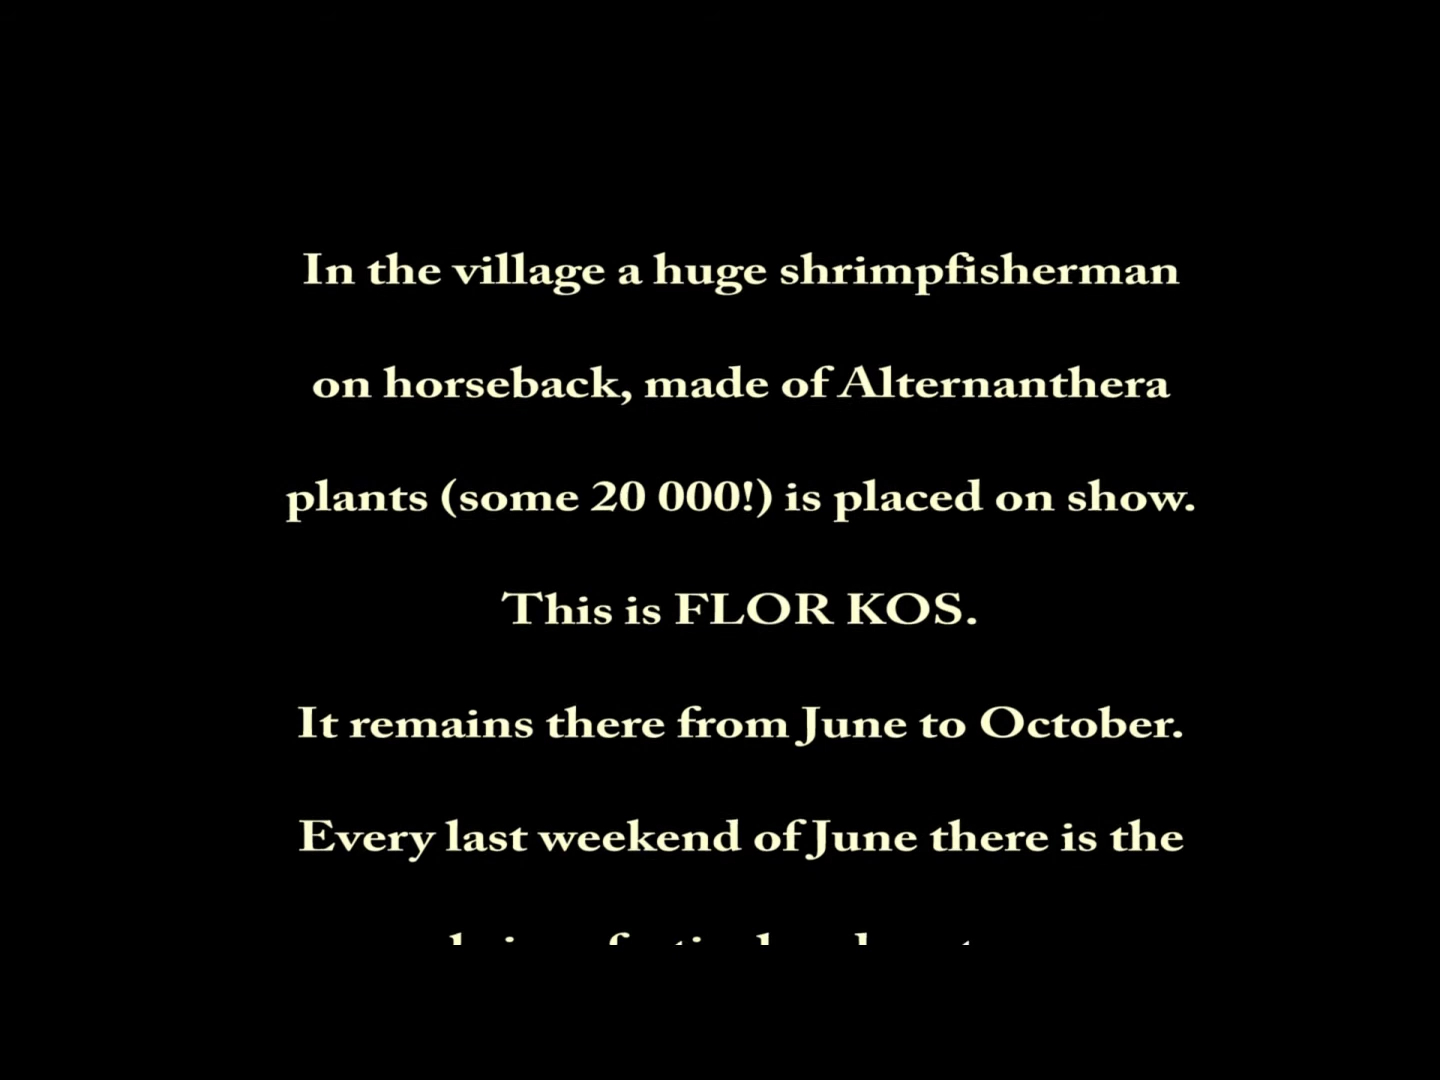 In the village a huge shrimpfisherman
on horseback, made of Alternanthera
plants (some 20 000!) is placed on show.
This is FLOR KOS.
It remains there from June to October.
Every last weekend of June there is the